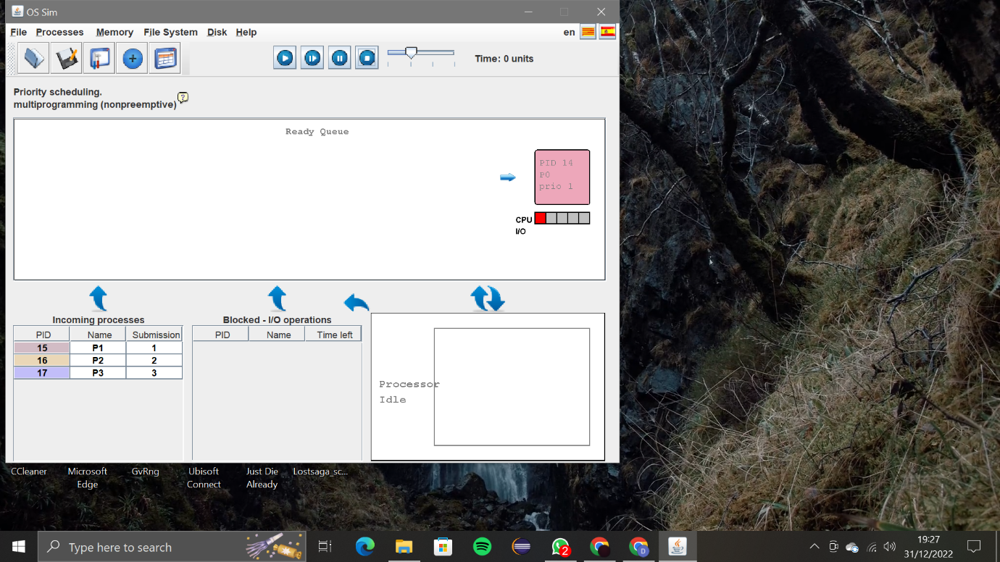 OS Sim
File Processes Memory File System Disk Help en
Time: 0 units
Priority scheduling.
multiprogramming (nonpreemptive)
?
Ready Queue
PID 14
P0
prio 1
CPU
I/O
Incoming processes
PID Name Submission
15 P1 1
16 P2 2
17 P3 3
Blocked - I/O operations
PID Name Time left
Processor
Idle
CCleaner
Microsoft Edge
GvRng
Ubisoft Connect
Just Die Already
Lostsaga_sc...
Type here to search
2
D
19:27
31/12/2022